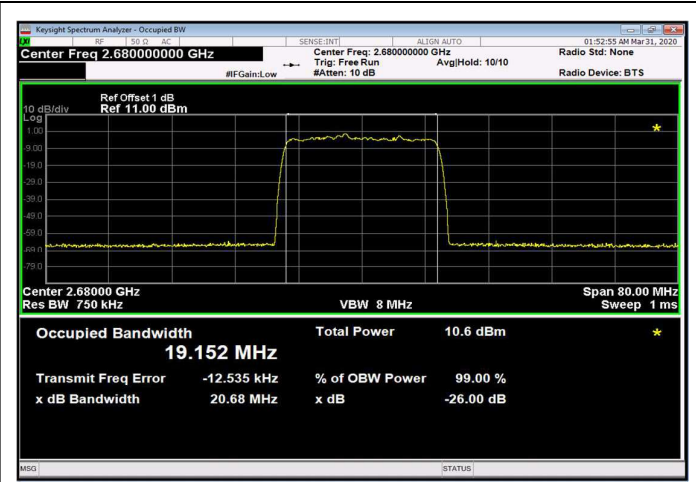 Keysight Spectrum Analyzer - Occupied BW
RF 50 Ω AC SENSE:INT ALIGN AUTO 01:52:55 AM Mar 31, 2020
Center Freq 2.680000000 GHz Center Freq: 2.680000000 GHz Radio Std: None
Trig: Free Run Avg|Hold: 10/10
#IFGain:Low #Atten: 10 dB Radio Device: BTS
Ref Offset 1 dB
10 dB/div Ref 11.00 dBm
Log
1.00
-9.00
-19.0
-29.0
-39.0
-49.0
-59.0
-69.0
-79.0
Center 2.68000 GHz Span 80.00 MHz
Res BW 750 kHz VBW 8 MHz Sweep 1 ms
Occupied Bandwidth Total Power 10.6 dBm
19.152 MHz
Transmit Freq Error -12.535 kHz % of OBW Power 99.00 %
x dB Bandwidth 20.68 MHz x dB -26.00 dB
MSG STATUS